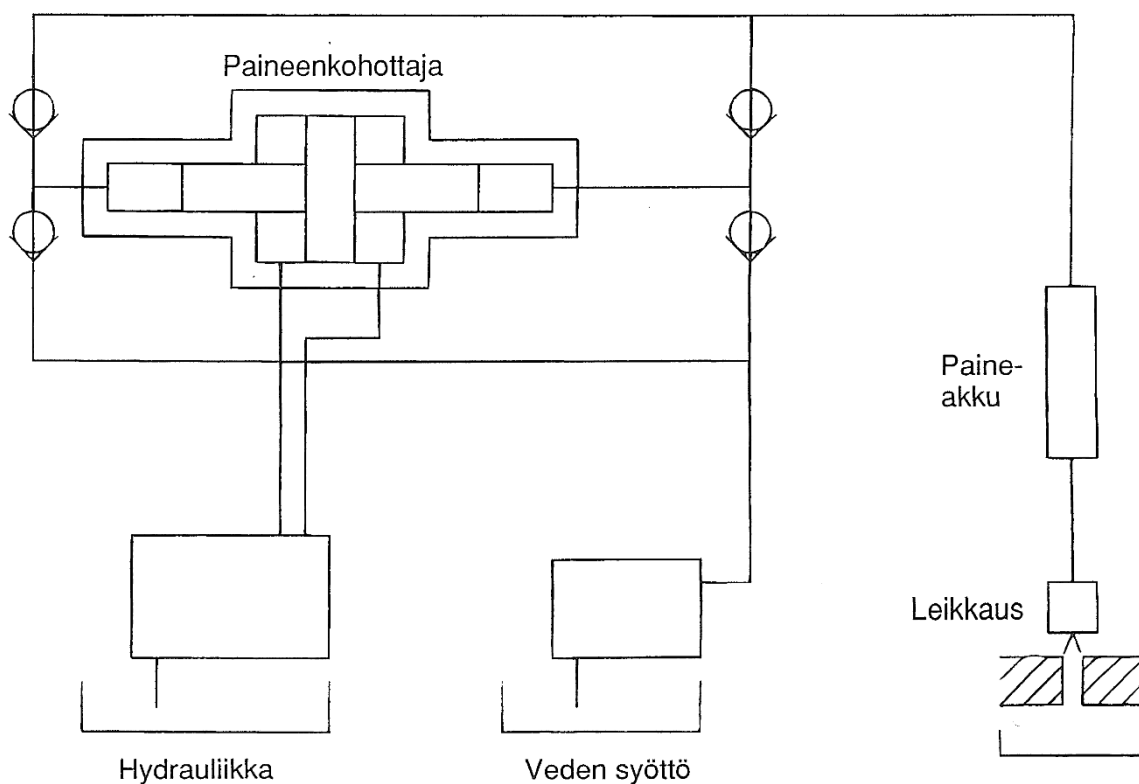 Paineenkohottaja
Paine-
akku
Leikkaus
Hydrauliikka
Veden syöttö